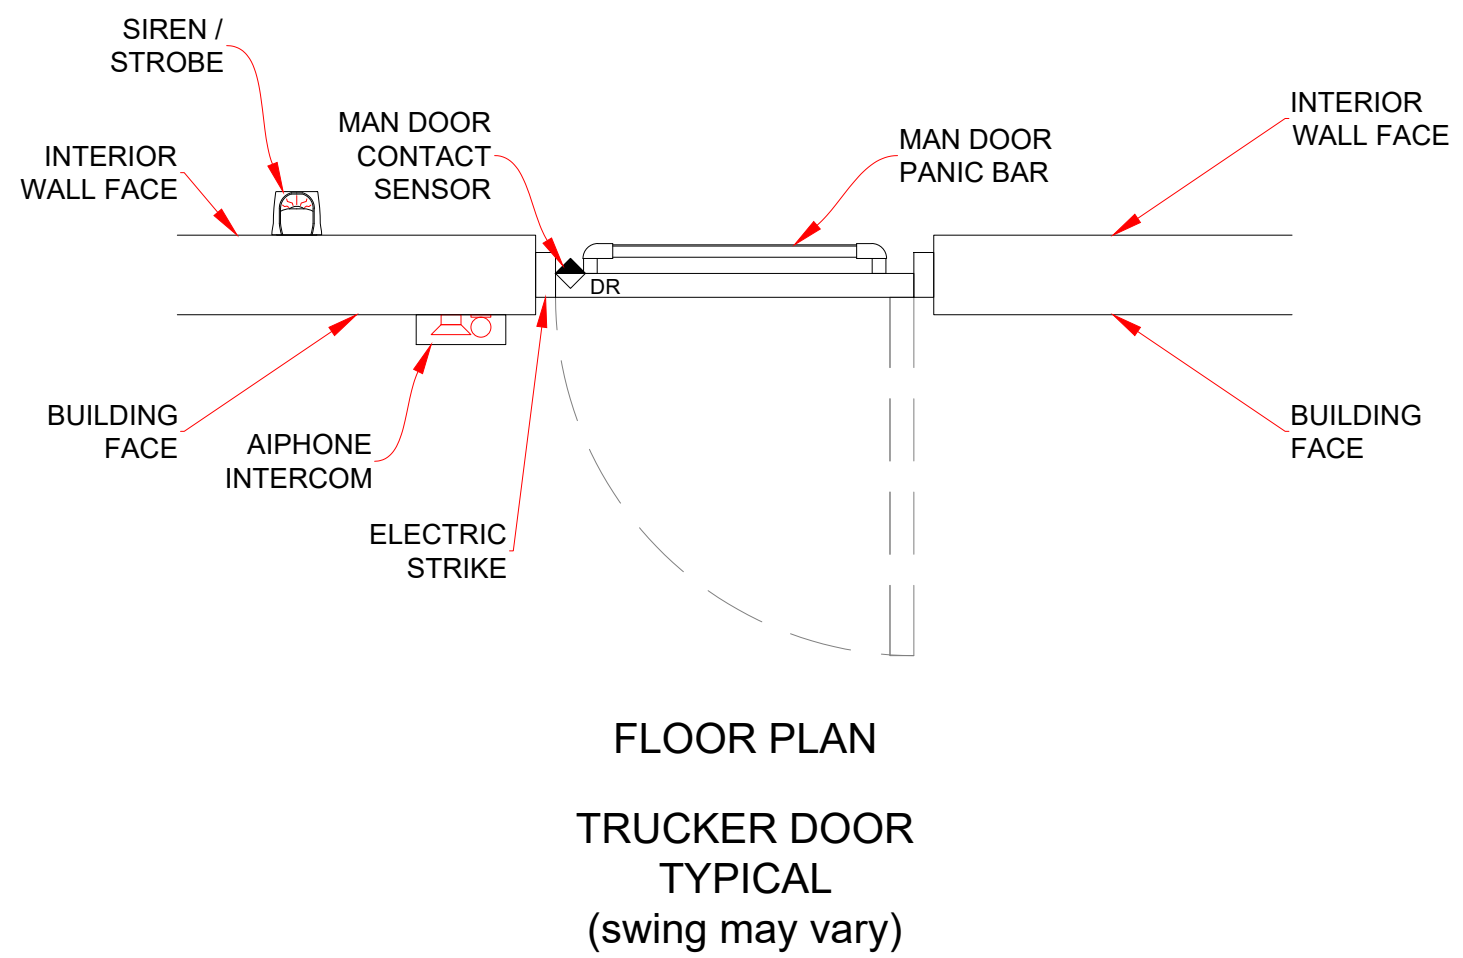 SIREN /
STROBE
INTERIOR
WALL FACE
MAN DOOR
CONTACT
SENSOR
MAN DOOR
PANIC BAR
INTERIOR
WALL FACE
DR
BUILDING
FACE
AIPHONE
INTERCOM
ELECTRIC
STRIKE
BUILDING
FACE
FLOOR PLAN
TRUCKER DOOR
TYPICAL
(swing may vary)